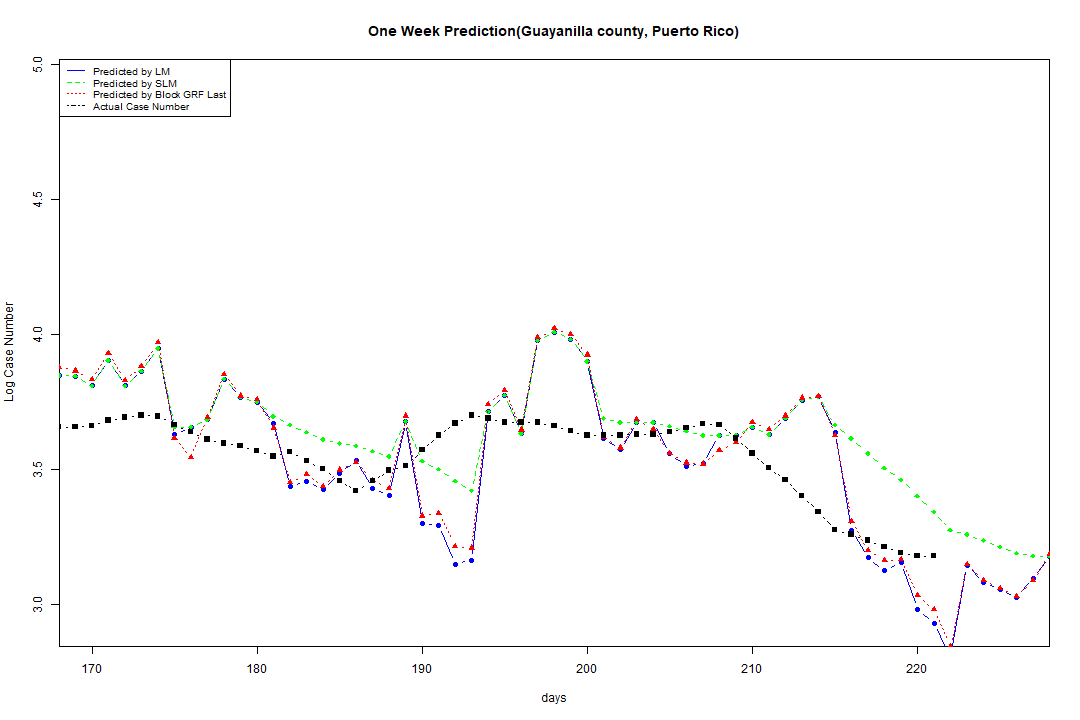 One Week Prediction(Guayanilla county, Puerto Rico)
Predicted by LM
Predicted by SLM
Predicted by Block GRF Last
Actual Case Number
Log Case Number
5.0
4.5
4.0
3.5
3.0
170 180 190 200 210 220
days